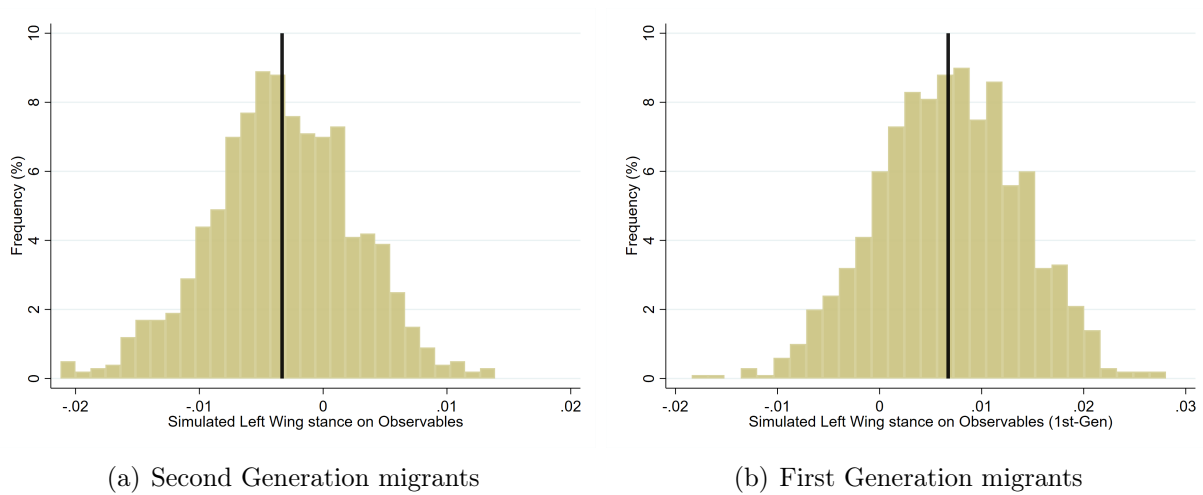 10
8
6
4
2
0
Frequency (%)
-.02 -.01 0 .01 .02
Simulated Left Wing stance on Observables
(a) Second Generation migrants
10
8
6
4
2
0
Frequency (%)
-.02 -.01 0 .01 .02 .03
Simulated Left Wing stance on Observables (1st-Gen)
(b) First Generation migrants